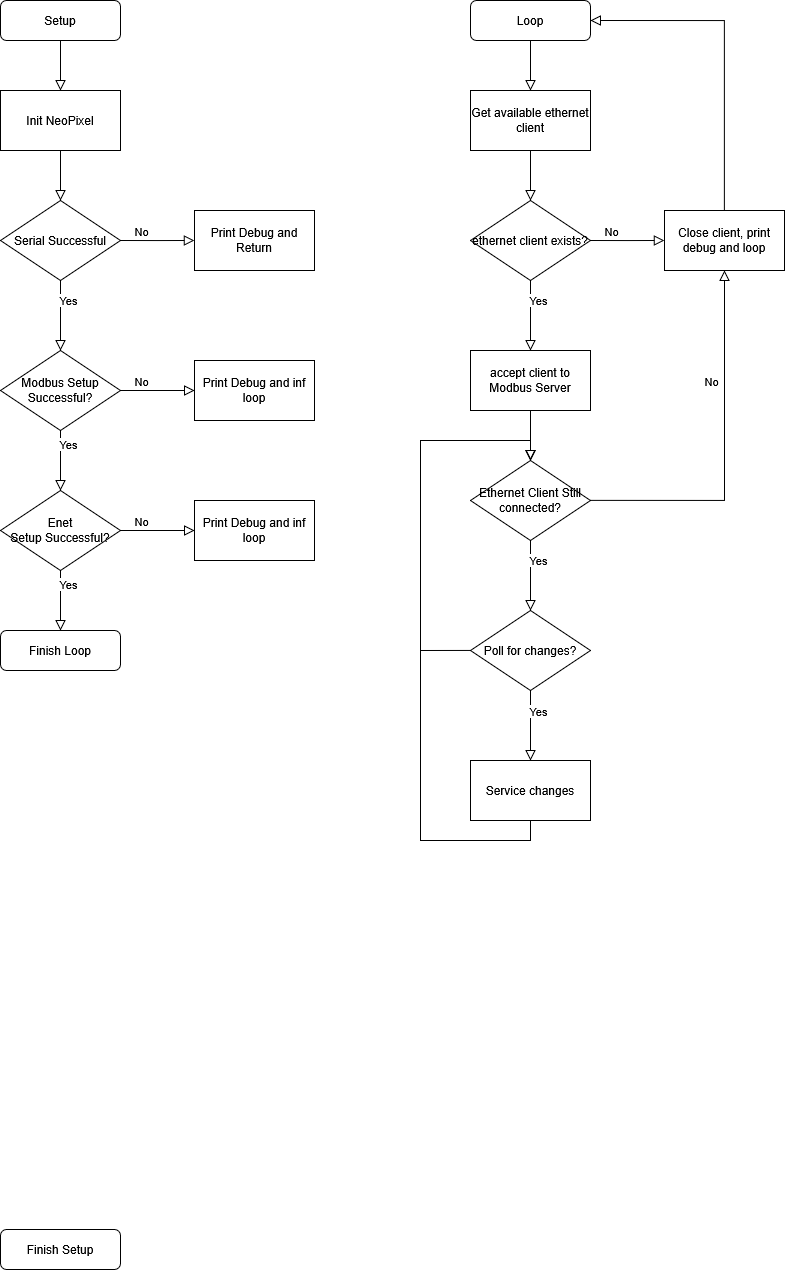 Setup
Init NeoPixel
Serial Successful
No
Print Debug and
Return
Yes
Modbus Setup
Successful?
No
Print Debug and inf
loop
Yes
Enet
Setup Successful?
No
Print Debug and inf
loop
Yes
Finish Loop
Loop
Get available ethernet
client
ethernet client exists?
No
Close client, print
debug and loop
Yes
accept client to
Modbus Server
No
Ethernet Client Still
connected?
Yes
Poll for changes?
Yes
Service changes
Finish Setup